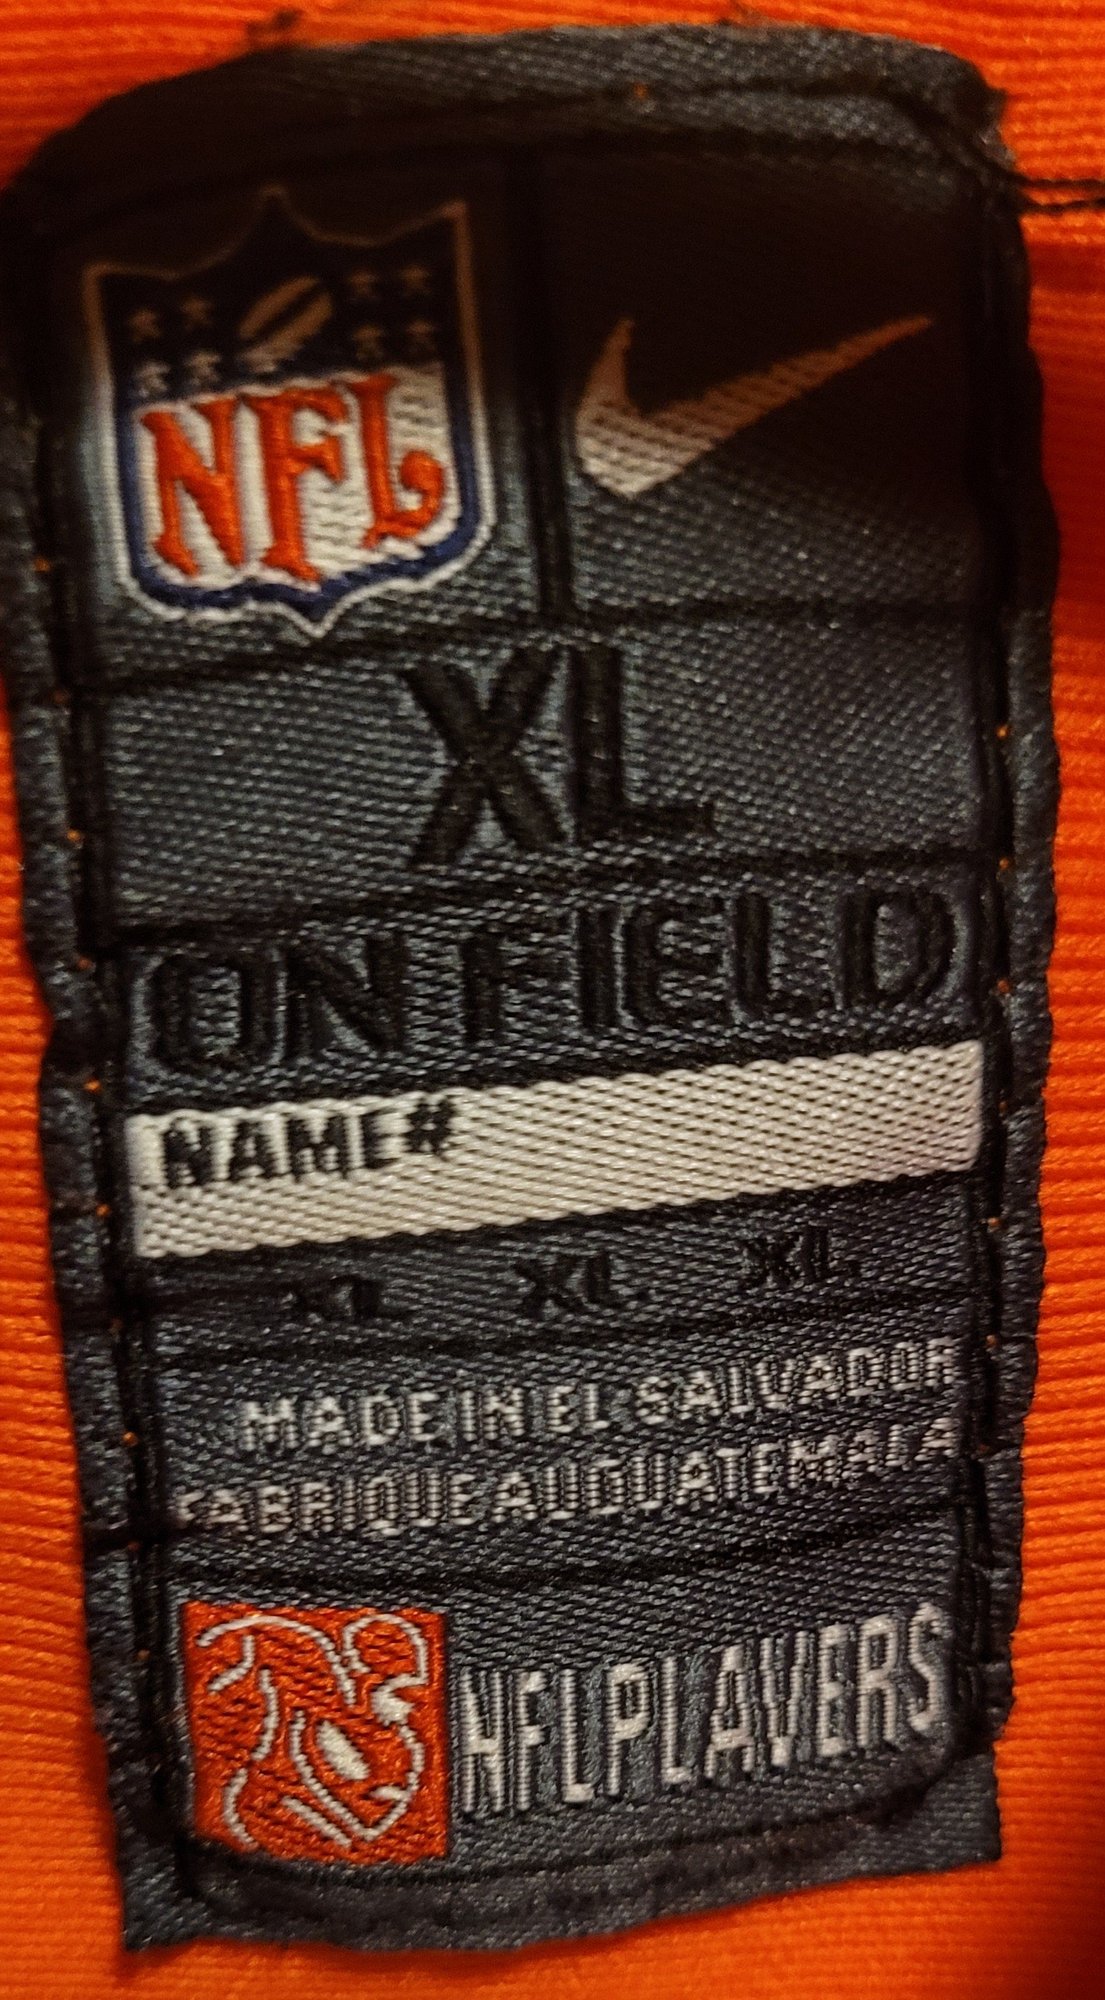 NFL
XL
ON FIELD
NAME#
XL XL XL
MADE IN EL SALVADOR
FABRIQUE AU GUATEMALA
NFLPLAYERS